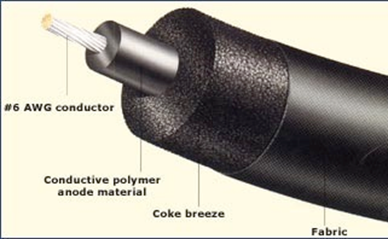 #6 AWG conductor
Conductive polymer
anode material
Coke breeze
Fabric